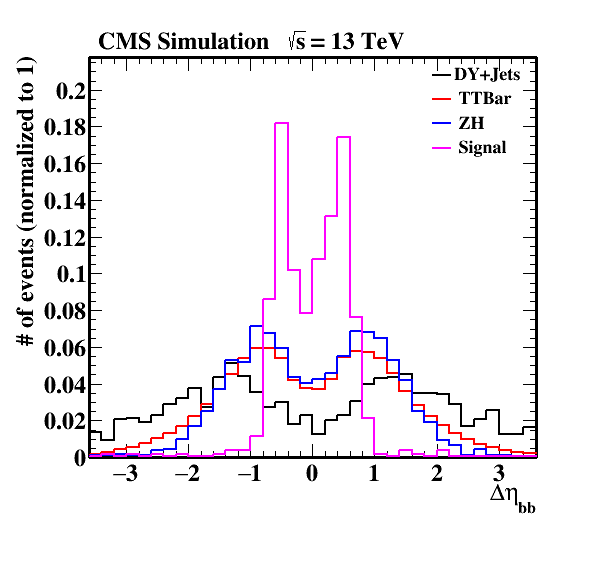 CMS Simulation √s = 13 TeV
DY+Jets
TTBar
ZH
Signal
# of events (normalized to 1)
0.2
0.18
0.16
0.14
0.12
0.1
0.08
0.06
0.04
0.02
0
−3 −2 −1 0 1 2 3
Δη_bb